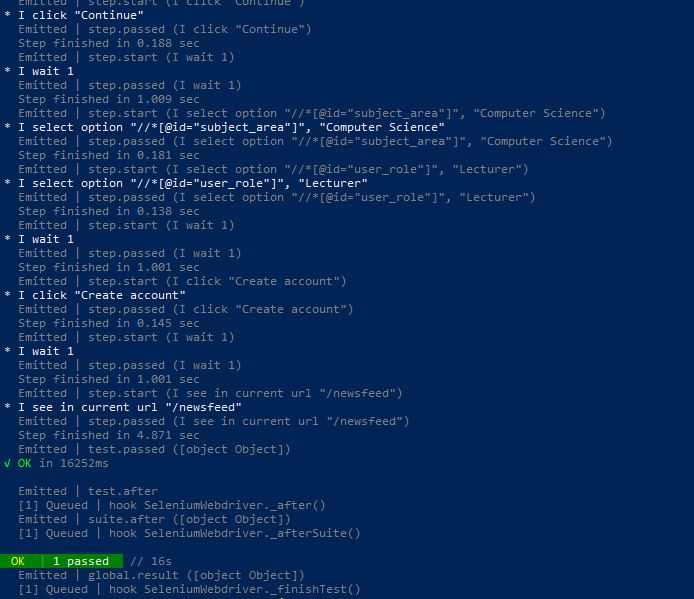 Emitted | step.start (I click "Continue")
* I click "Continue"
Emitted | step.passed (I click "Continue")
Step finished in 0.188 sec
Emitted | step.start (I wait 1)
* I wait 1
Emitted | step.passed (I wait 1)
Step finished in 1.009 sec
Emitted | step.start (I select option "//*[@id="subject_area"]", "Computer Science")
* I select option "//*[@id="subject_area"]", "Computer Science"
Emitted | step.passed (I select option "//*[@id="subject_area"]", "Computer Science")
Step finished in 0.181 sec
Emitted | step.start (I select option "//*[@id="user_role"]", "Lecturer")
* I select option "//*[@id="user_role"]", "Lecturer"
Emitted | step.passed (I select option "//*[@id="user_role"]", "Lecturer")
Step finished in 0.138 sec
Emitted | step.start (I wait 1)
* I wait 1
Emitted | step.passed (I wait 1)
Step finished in 1.001 sec
Emitted | step.start (I click "Create account")
* I click "Create account"
Emitted | step.passed (I click "Create account")
Step finished in 0.145 sec
Emitted | step.start (I wait 1)
* I wait 1
Emitted | step.passed (I wait 1)
Step finished in 1.001 sec
Emitted | step.start (I see in current url "/newsfeed")
* I see in current url "/newsfeed"
Emitted | step.passed (I see in current url "/newsfeed")
Step finished in 4.871 sec
Emitted | test.passed ([object Object])
√ OK in 16252ms
Emitted | test.after
[1] Queued | hook SeleniumWebdriver._after()
Emitted | suite.after ([object Object])
[1] Queued | hook SeleniumWebdriver._afterSuite()
OK | 1 passed // 16s
Emitted | global.result ([object Object])
[1] Queued | hook SeleniumWebdriver._finishTest()